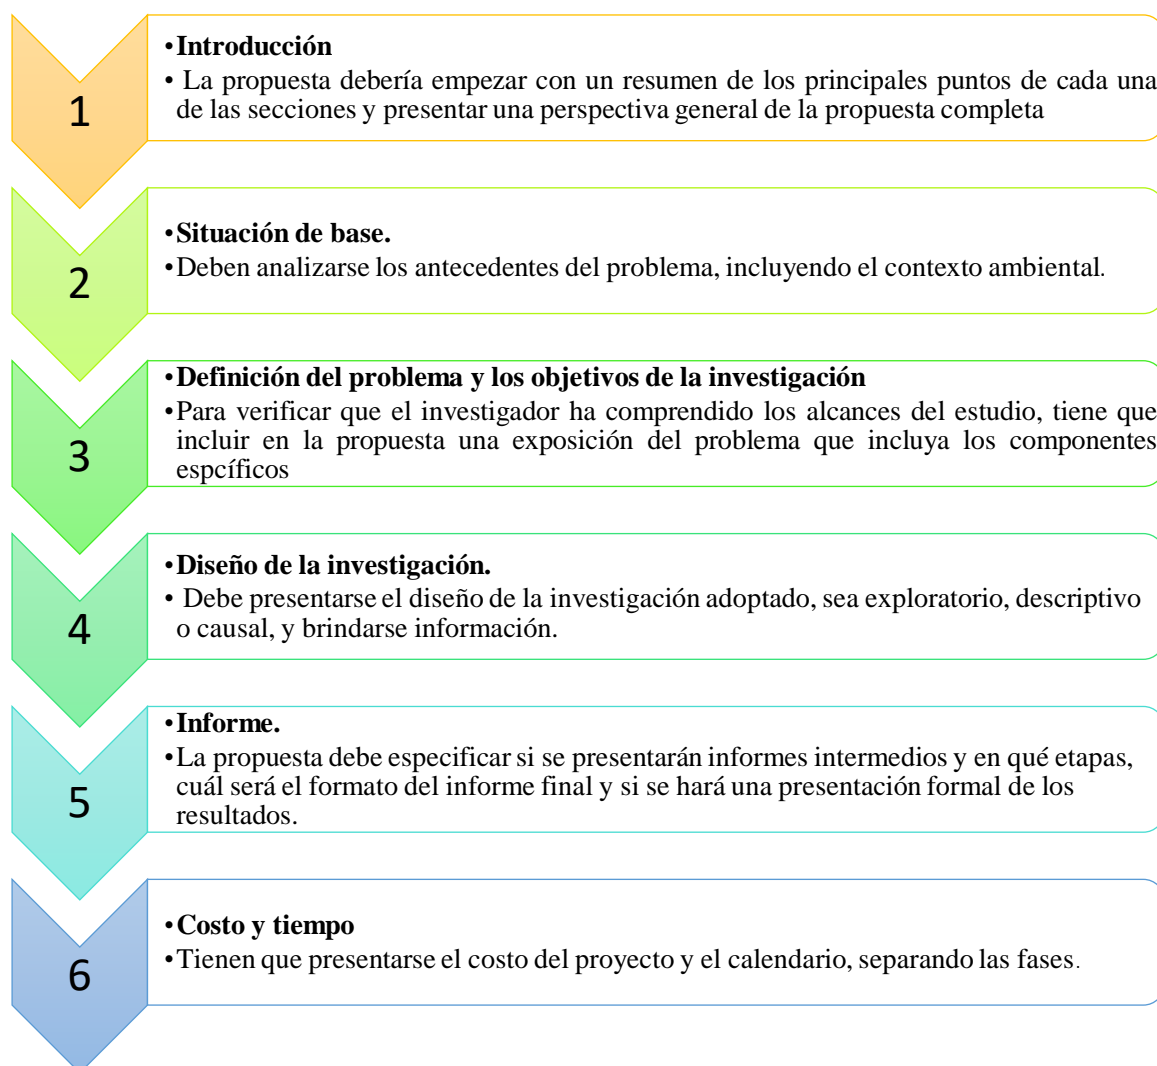 1
•Introducción
• La propuesta debería empezar con un resumen de los principales puntos de cada una
de las secciones y presentar una perspectiva general de la propuesta completa
2
•Situación de base.
•Deben analizarse los antecedentes del problema, incluyendo el contexto ambiental.
3
•Definición del problema y los objetivos de la investigación
•Para verificar que el investigador ha comprendido los alcances del estudio, tiene que
incluir en la propuesta una exposición del problema que incluya los componentes
espcíficos
4
•Diseño de la investigación.
• Debe presentarse el diseño de la investigación adoptado, sea exploratorio, descriptivo
o causal, y brindarse información.
5
•Informe.
•La propuesta debe especificar si se presentarán informes intermedios y en qué etapas,
cuál será el formato del informe final y si se hará una presentación formal de los
resultados.
6
•Costo y tiempo
•Tienen que presentarse el costo del proyecto y el calendario, separando las fases.